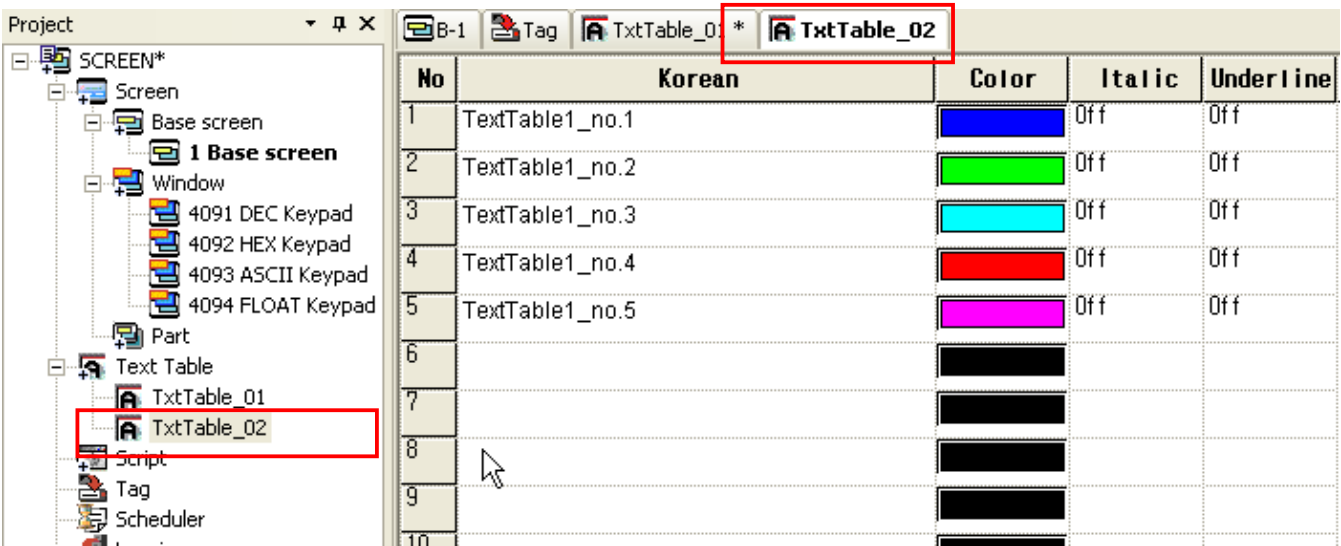 Project
SCREEN*
Screen
Base screen
1 Base screen
Window
4091 DEC Keypad
4092 HEX Keypad
4093 ASCII Keypad
4094 FLOAT Keypad
Part
Text Table
TxtTable_01
TxtTable_02
Script
Tag
Scheduler
B-1 Tag TxtTable_01 * TxtTable_02
No Korean Color Italic Underline
1 TextTable1_no.1 Off Off
2 TextTable1_no.2 Off Off
3 TextTable1_no.3 Off Off
4 TextTable1_no.4 Off Off
5 TextTable1_no.5 Off Off
6
7
8
9
10